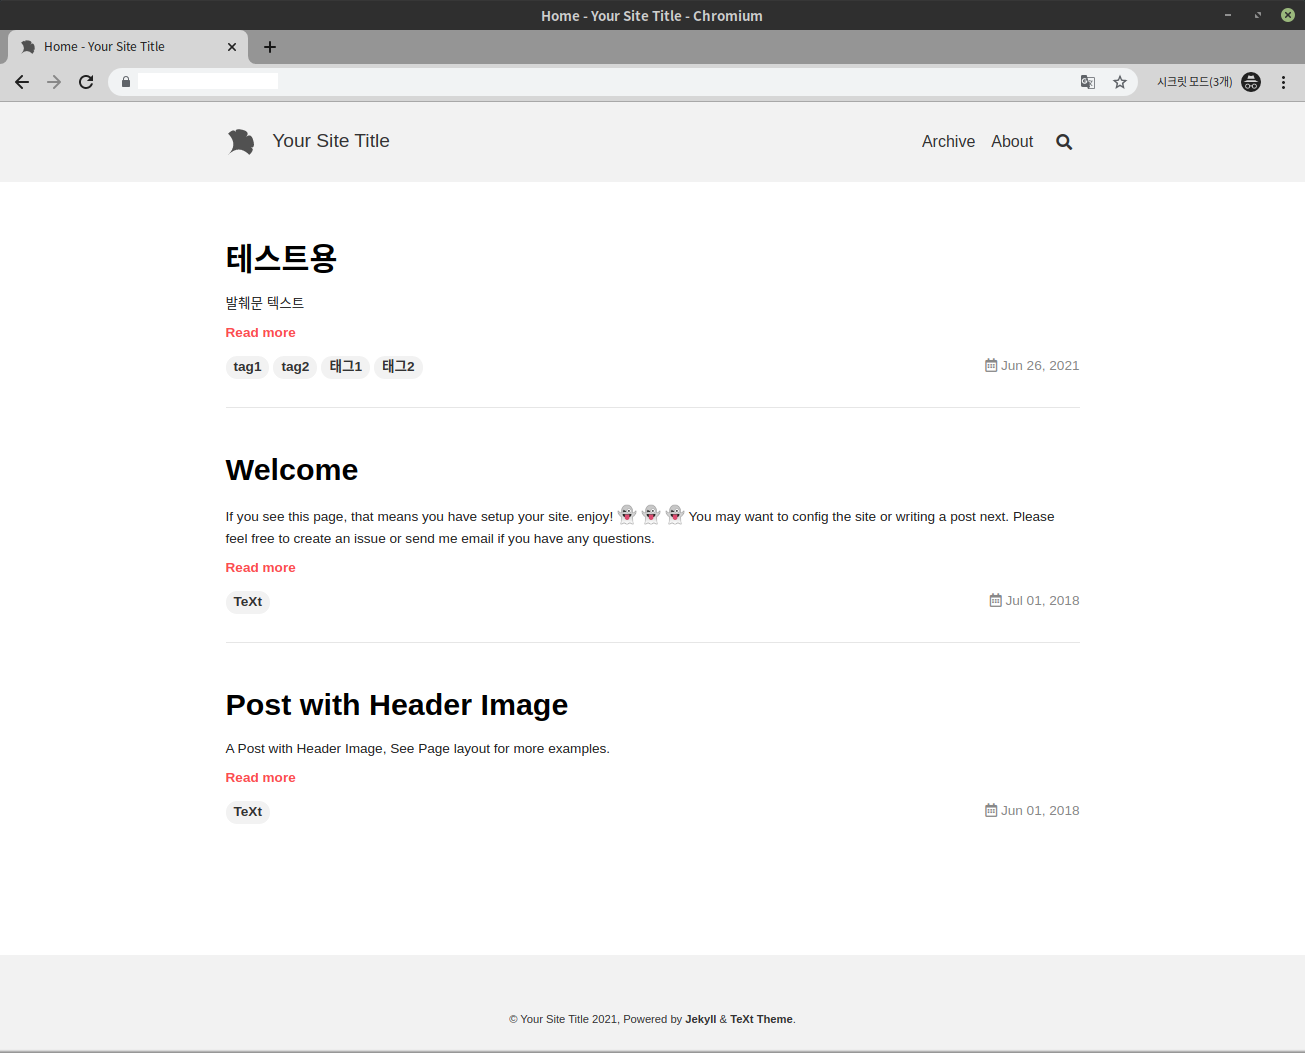 Home - Your Site Title - Chromium
Home - Your Site Title
시크릿 모드(3개)
Your Site Title
Archive About
테스트용
발췌문 텍스트
Read more
tag1 tag2 태그1 태그2
Jun 26, 2021
Welcome
If you see this page, that means you have setup your site. enjoy! 👻 👻 👻 You may want to config the site or writing a post next. Please
feel free to create an issue or send me email if you have any questions.
Read more
TeXt
Jul 01, 2018
Post with Header Image
A Post with Header Image, See Page layout for more examples.
Read more
TeXt
Jun 01, 2018
© Your Site Title 2021, Powered by Jekyll & TeXt Theme.